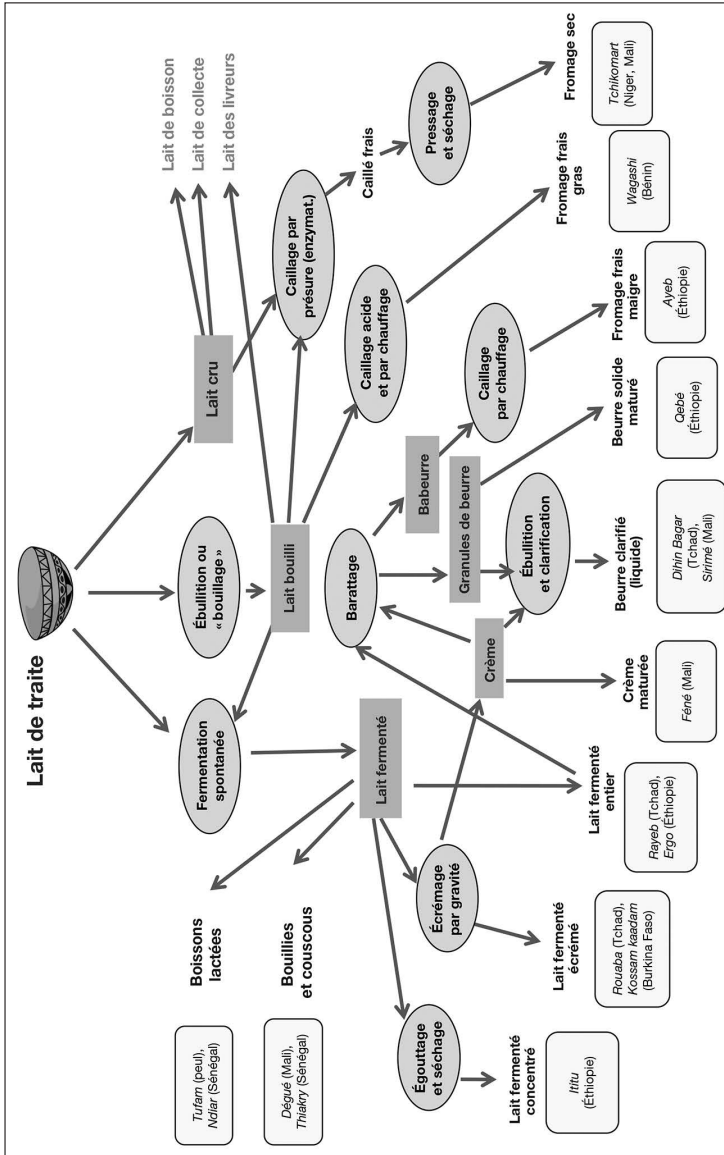 Lait de traite
Lait de boisson
Lait de collecte
Lait des livreurs
Fermentation
spontanée
Ébullition ou
« bouillage »
Lait cru
Boissons
lactées
Tufam (peul),
Ndiar (Sénégal)
Bouillies
et couscous
Dégué (Mali),
Thiakry (Sénégal)
Lait bouilli
Caillage par
présure (enzymat.)
Lait fermenté
Barattage
Caillage acide
et par chauffage
Caillé frais
Égouttage
et séchage
Écrémage
par gravité
Babeurre
Granules de beurre
Pressage
et séchage
Crème
Ébullition
et clarification
Caillage
par chauffage
Lait fermenté
concentré
Lait fermenté
écrémé
Lait fermenté
entier
Crème
maturée
Beurre clarifié
(liquide)
Beurre solide
maturé
Fromage frais
maigre
Fromage frais
gras
Fromage sec
Ititu
(Éthiopie)
Rouaba (Tchad),
Kossam kaadam
(Burkina Faso)
Rayeb (Tchad),
Ergo (Éthiopie)
Féné (Mali)
Dihin Bagar
(Tchad),
Sirimé (Mali)
Qebé
(Éthiopie)
Ayeb
(Éthiopie)
Wagashi
(Bénin)
Tchikomart
(Niger, Mali)